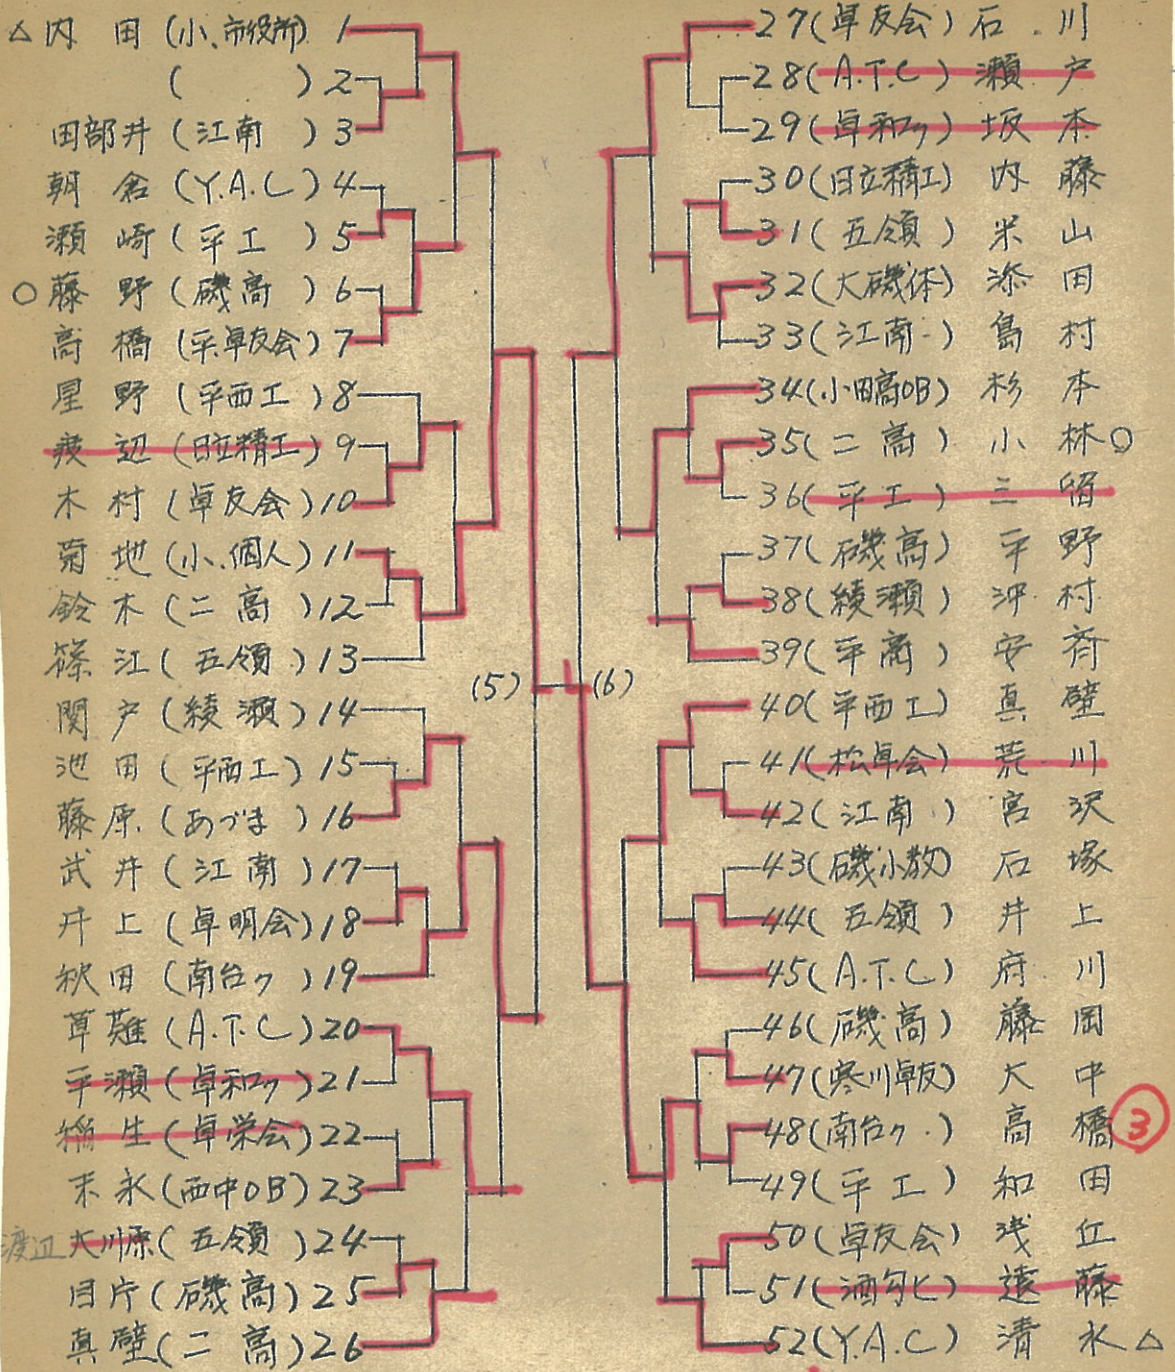 △内田(小.市役所) 1
( ) 2
田部井(江南) 3
朝倉(Y.A.C) 4
瀬崎(平工) 5
○藤野(磯高) 6
高橋(平.卓友会) 7
星野(平西工) 8
辺(日立精工) 9
木村(卓友会) 10
菊地(小.個人) 11
鈴木(二高) 12
篠江(五領) 13
関戸(綾瀬) 14
池田(平西工) 15
藤原(あづま) 16
武井(江南) 17
井上(卓明会) 18
秋田(南台ク) 19
草薙(A.T.C) 20
平瀬(卓和ク) 21
稲生(卓栄会) 22
末永(西中OB) 23
渡辺 大川原(五領) 24
(磯高) 25
真壁(二高) 26
(5) (6)
27(卓友会) 石川
28(A.T.C) 瀬戸
29(卓和ク) 坂本
30(日立精工) 内藤
31(五領) 米山
32(大磯体) 添田
33(江南) 島村
34(小田高OB) 杉本
35(二高) 小林○
36(平工) 三留
37(磯高) 平野
38(綾瀬) 沖村
39(平商) 安斉
40(平西工) 真壁
41(松卓会) 荒川
42(江南) 宮沢
43(磯小教) 石塚
44(五領) 井上
45(A.T.C) 府川
46(磯高) 藤岡
47(寒川卓友) 大中
48(南台ク.) 高橋 3
49(平工) 和田
50(卓友会) 浅丘
51(酒匂ヒ) 遠藤
52(Y.A.C) 清水△